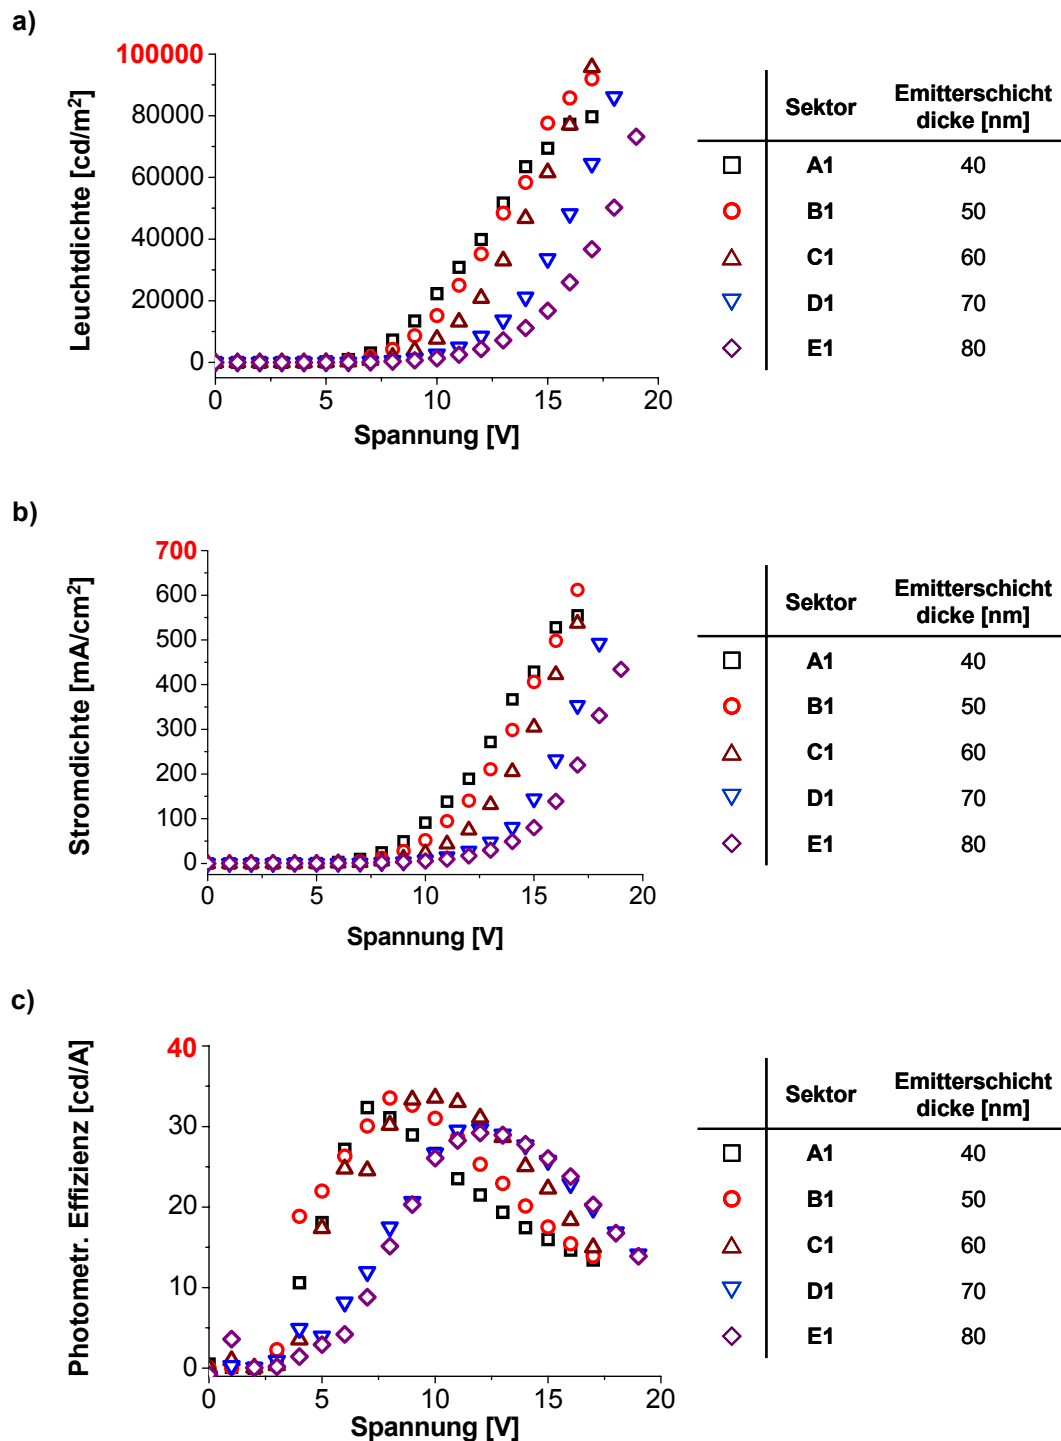 a)
100000
80000
60000
40000
20000
0
Leuchtdichte [cd/m²]
0 5 10 15 20
Spannung [V]
Sektor Emitterschicht
dicke [nm]
A1 40
B1 50
C1 60
D1 70
E1 80
b)
700
600
500
400
300
200
100
0
Stromdichte [mA/cm²]
0 5 10 15 20
Spannung [V]
Sektor Emitterschicht
dicke [nm]
A1 40
B1 50
C1 60
D1 70
E1 80
c)
40
30
20
10
0
Photometr. Effizienz [cd/A]
0 5 10 15 20
Spannung [V]
Sektor Emitterschicht
dicke [nm]
A1 40
B1 50
C1 60
D1 70
E1 80